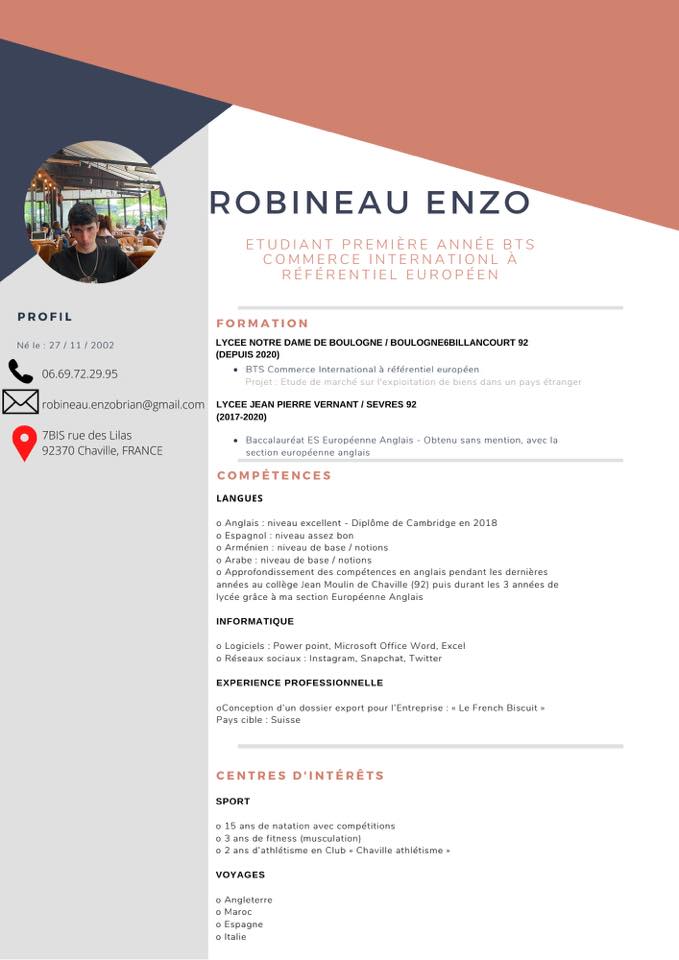 ROBINEAU ENZO
ETUDIANT PREMIÈRE ANNÉE BTS
COMMERCE INTERNATIONL À
RÉFÉRENTIEL EUROPÉEN
PROFIL
Né le : 27 / 11 / 2002
06.69.72.29.95
robineau.enzobrian@gmail.com
7BIS rue des Lilas
92370 Chaville, FRANCE
FORMATION
LYCEE NOTRE DAME DE BOULOGNE / BOULOGNE6BILLANCOURT 92
(DEPUIS 2020)
• BTS Commerce International à référentiel européen
Projet : Etude de marché sur l'expoitation de biens dans un pays étranger
LYCEE JEAN PIERRE VERNANT / SEVRES 92
(2017-2020)
• Baccalauréat ES Européenne Anglais - Obtenu sans mention, avec la
section européenne anglais
COMPÉTENCES
LANGUES
o Anglais : niveau excellent - Diplôme de Cambridge en 2018
o Espagnol : niveau assez bon
o Arménien : niveau de base / notions
o Arabe : niveau de base / notions
o Approfondissement des compétences en anglais pendant les dernières
années au collège Jean Moulin de Chaville (92) puis durant les 3 années de
lycée grâce à ma section Européenne Anglais
INFORMATIQUE
o Logiciels : Power point, Microsoft Office Word, Excel
o Réseaux sociaux : Instagram, Snapchat, Twitter
EXPERIENCE PROFESSIONNELLE
oConception d'un dossier export pour l'Entreprise : « Le French Biscuit »
Pays cible : Suisse
CENTRES D'INTÉRÊTS
SPORT
o 15 ans de natation avec compétitions
o 3 ans de fitness (musculation)
o 2 ans d'athlétisme en Club « Chaville athlétisme »
VOYAGES
o Angleterre
o Maroc
o Espagne
o Italie